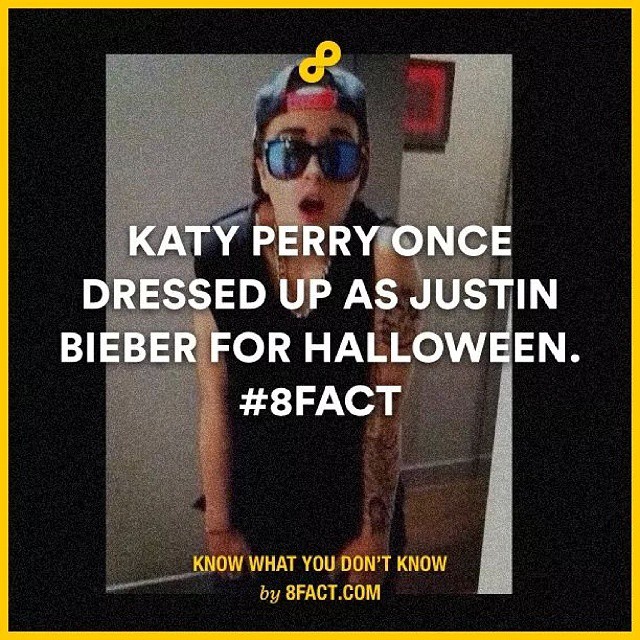 KATY PERRY ONCE
DRESSED UP AS JUSTIN
BIEBER FOR HALLOWEEN.
#8FACT
KNOW WHAT YOU DON'T KNOW
by 8FACT.COM